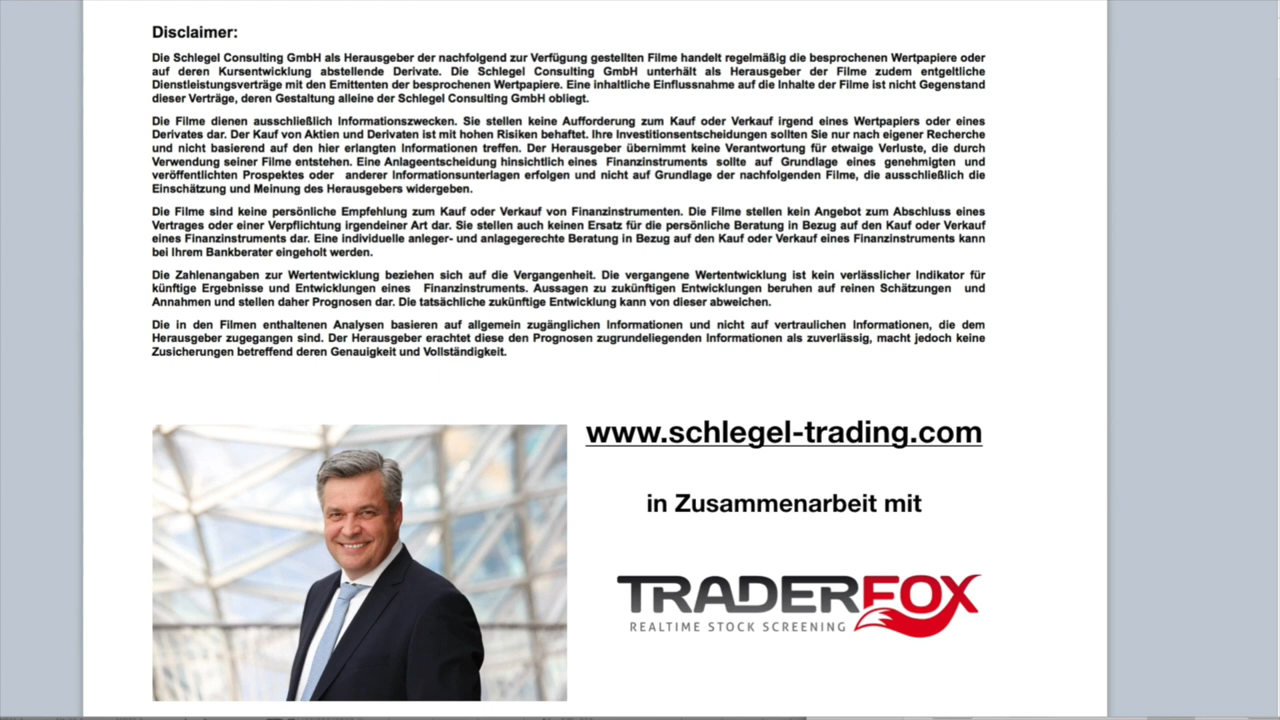 Disclaimer:
Die Schlegel Consulting GmbH als Herausgeber der nachfolgend zur Verfügung gestellten Filme handelt regelmäßig die besprochenen Wertpapiere oder
auf deren Kursentwicklung abstellende Derivate. Die Schlegel Consulting GmbH unterhält als Herausgeber der Filme zudem entgeltliche
Dienstleistungsverträge mit den Emittenten der besprochenen Wertpapiere. Eine inhaltliche Einflussnahme auf die Inhalte der Filme ist nicht Gegenstand
dieser Verträge, deren Gestaltung alleine der Schlegel Consulting GmbH obliegt.
Die Filme dienen ausschließlich Informationszwecken. Sie stellen keine Aufforderung zum Kauf oder Verkauf irgend eines Wertpapiers oder eines
Derivates dar. Der Kauf von Aktien und Derivaten ist mit hohen Risiken behaftet. Ihre Investitionsentscheidungen sollten Sie nur nach eigener Recherche
und nicht basierend auf den hier erlangten Informationen treffen. Der Herausgeber übernimmt keine Verantwortung für etwaige Verluste, die durch
Verwendung seiner Filme entstehen. Eine Anlageentscheidung hinsichtlich eines Finanzinstruments sollte auf Grundlage eines genehmigten und
veröffentlichten Prospektes oder anderer Informationsunterlagen erfolgen und nicht auf Grundlage der nachfolgenden Filme, die ausschließlich die
Einschätzung und Meinung des Herausgebers widergeben.
Die Filme sind keine persönliche Empfehlung zum Kauf oder Verkauf von Finanzinstrumenten. Die Filme stellen kein Angebot zum Abschluss eines
Vertrages oder einer Verpflichtung irgendeiner Art dar. Sie stellen auch keinen Ersatz für die persönliche Beratung in Bezug auf den Kauf oder Verkauf
eines Finanzinstruments dar. Eine individuelle anleger- und anlagegerechte Beratung in Bezug auf den Kauf oder Verkauf eines Finanzinstruments kann
bei Ihrem Bankberater eingeholt werden.
Die Zahlenangaben zur Wertentwicklung beziehen sich auf die Vergangenheit. Die vergangene Wertentwicklung ist kein verlässlicher Indikator für
künftige Ergebnisse und Entwicklungen eines Finanzinstruments. Aussagen zu zukünftigen Entwicklungen beruhen auf reinen Schätzungen und
Annahmen und stellen daher Prognosen dar. Die tatsächliche zukünftige Entwicklung kann von dieser abweichen.
Die in den Filmen enthaltenen Analysen basieren auf allgemein zugänglichen Informationen und nicht auf vertraulichen Informationen, die dem
Herausgeber zugegangen sind. Der Herausgeber erachtet diese den Prognosen zugrundeliegenden Informationen als zuverlässig, macht jedoch keine
Zusicherungen betreffend deren Genauigkeit und Vollständigkeit.
www.schlegel-trading.com
in Zusammenarbeit mit
TRADERFOX
REALTIME STOCK SCREENING